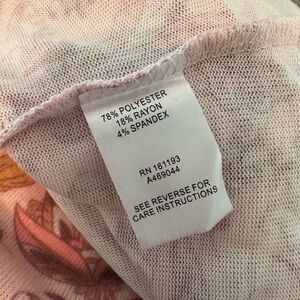 78% POLYESTER
18% RAYON
4% SPANDEX
RN 161193
A469044
SEE REVERSE FOR
CARE INSTRUCTIONS